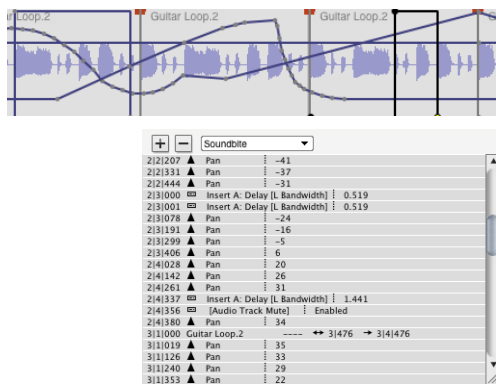 ar Loop.2 Guitar Loop.2 Guitar Loop.2 G
+ − Soundbite
2|2|207 Pan -41
2|2|331 Pan -37
2|2|444 Pan -31
2|3|000 Insert A: Delay [L Bandwidth] 0.519
2|3|001 Insert A: Delay [L Bandwidth] 0.519
2|3|078 Pan -24
2|3|191 Pan -16
2|3|299 Pan -5
2|3|406 Pan 6
2|4|028 Pan 20
2|4|142 Pan 26
2|4|261 Pan 31
2|4|337 Insert A: Delay [L Bandwidth] 1.441
2|4|356 [Audio Track Mute] Enabled
2|4|380 Pan 34
3|1|000 Guitar Loop.2 ---- ↔ 3|476 → 3|4|476
3|1|019 Pan 35
3|1|126 Pan 33
3|1|240 Pan 29
3|1|353 Pan 22